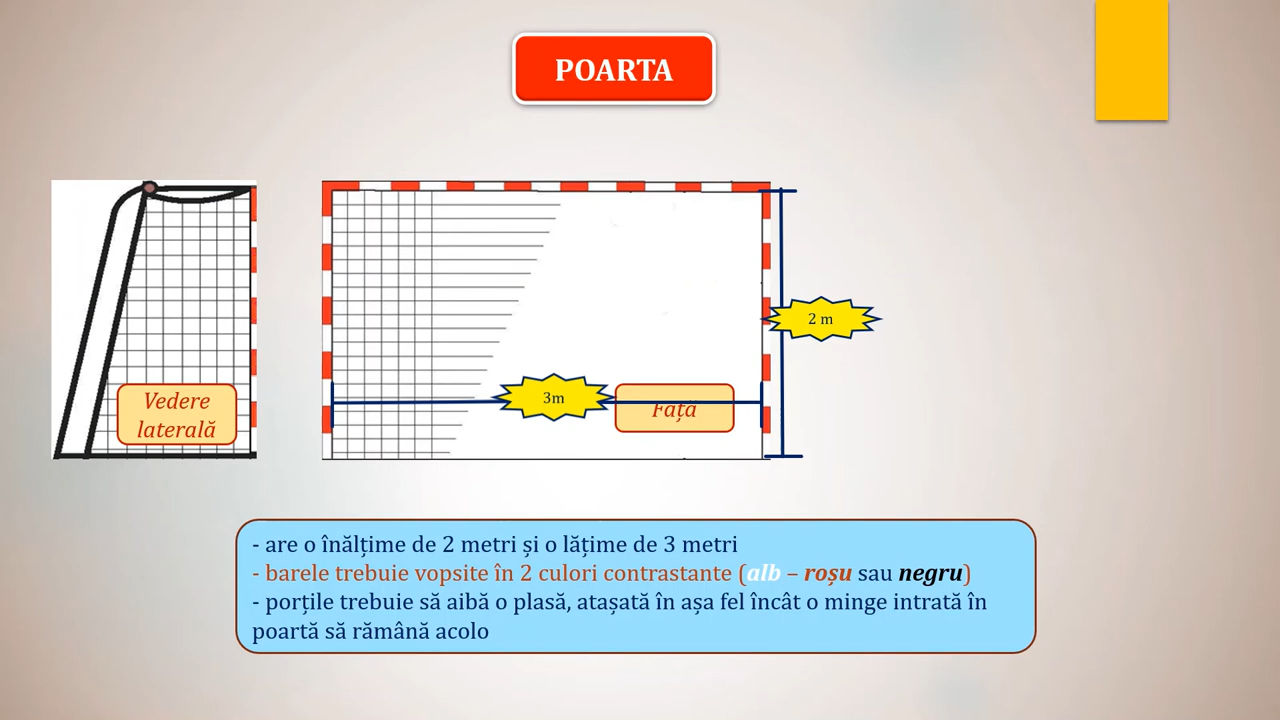 POARTA
2 m
3m
Față
Vedere
laterală
- are o înălțime de 2 metri și o lățime de 3 metri
- barele trebuie vopsite în 2 culori contrastante (alb – roșu sau negru)
- porțile trebuie să aibă o plasă, atașată în așa fel încât o minge intrată în
poartă să rămână acolo